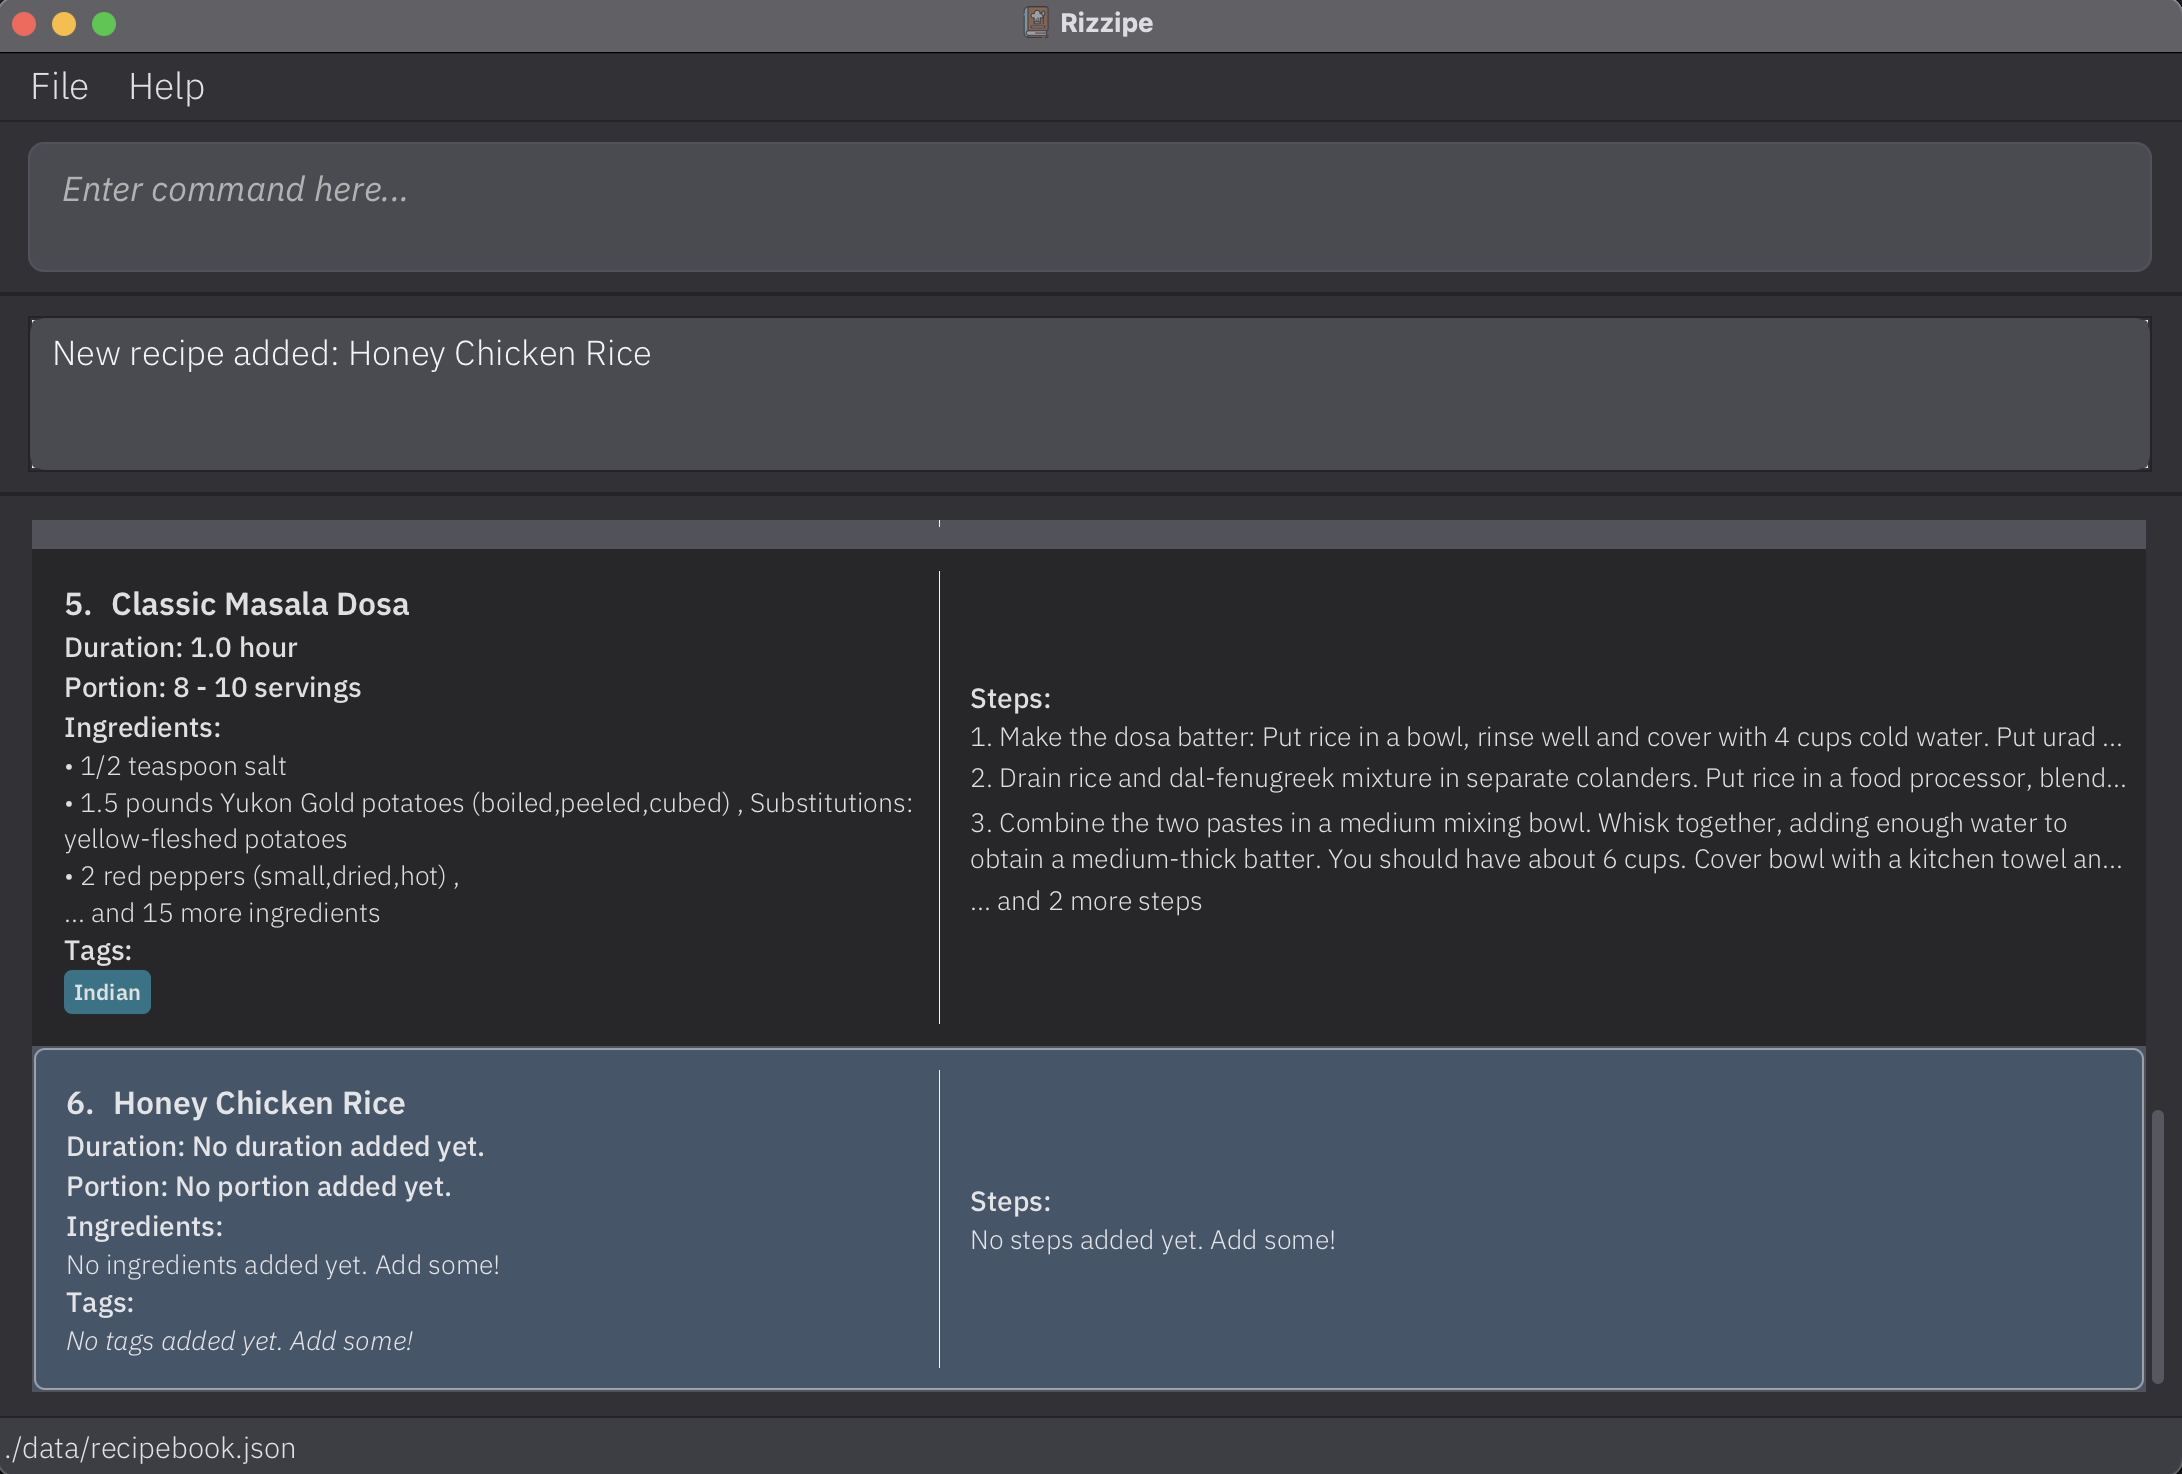 Rizzipe
File Help
Enter command here...
New recipe added: Honey Chicken Rice
5. Classic Masala Dosa
Duration: 1.0 hour
Portion: 8 - 10 servings
Ingredients:
• 1/2 teaspoon salt
• 1.5 pounds Yukon Gold potatoes (boiled,peeled,cubed) , Substitutions:
yellow-fleshed potatoes
• 2 red peppers (small,dried,hot) ,
... and 15 more ingredients
Tags:
Indian
Steps:
1. Make the dosa batter: Put rice in a bowl, rinse well and cover with 4 cups cold water. Put urad ...
2. Drain rice and dal-fenugreek mixture in separate colanders. Put rice in a food processor, blend...
3. Combine the two pastes in a medium mixing bowl. Whisk together, adding enough water to
obtain a medium-thick batter. You should have about 6 cups. Cover bowl with a kitchen towel an...
... and 2 more steps
6. Honey Chicken Rice
Duration: No duration added yet.
Portion: No portion added yet.
Ingredients:
No ingredients added yet. Add some!
Tags:
No tags added yet. Add some!
Steps:
No steps added yet. Add some!
./data/recipebook.json